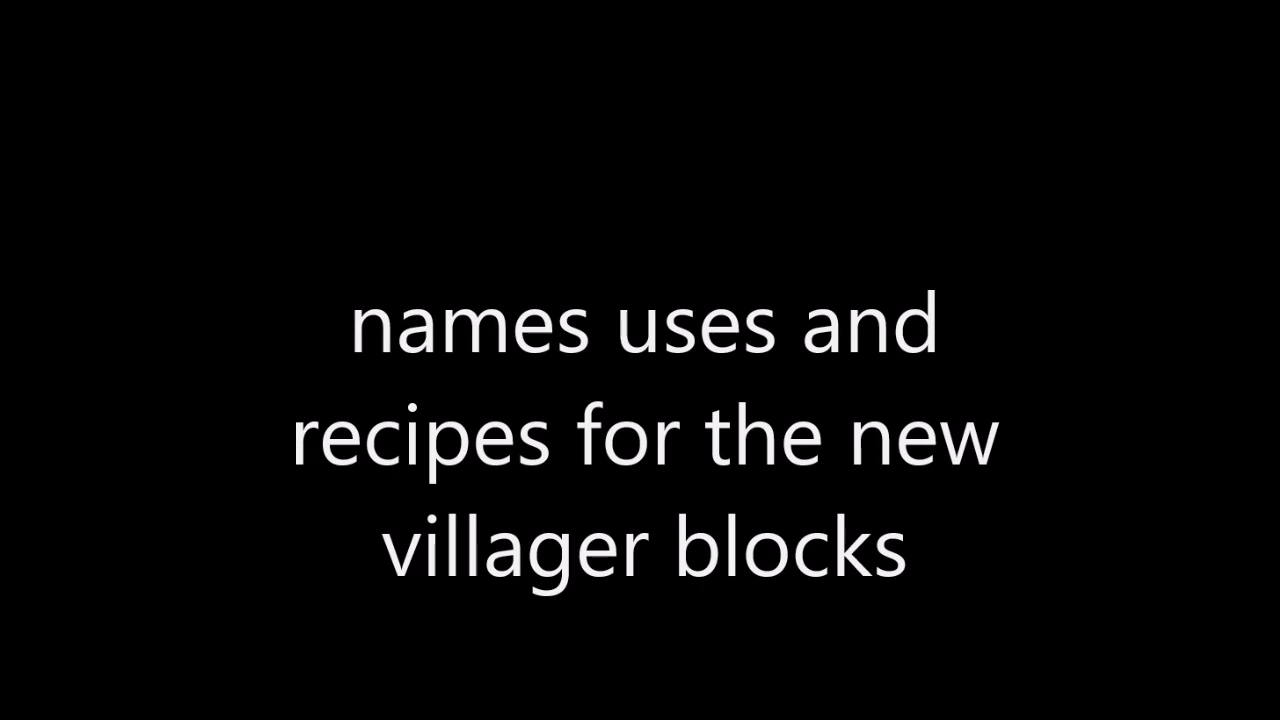 names uses and
recipes for the new
villager blocks